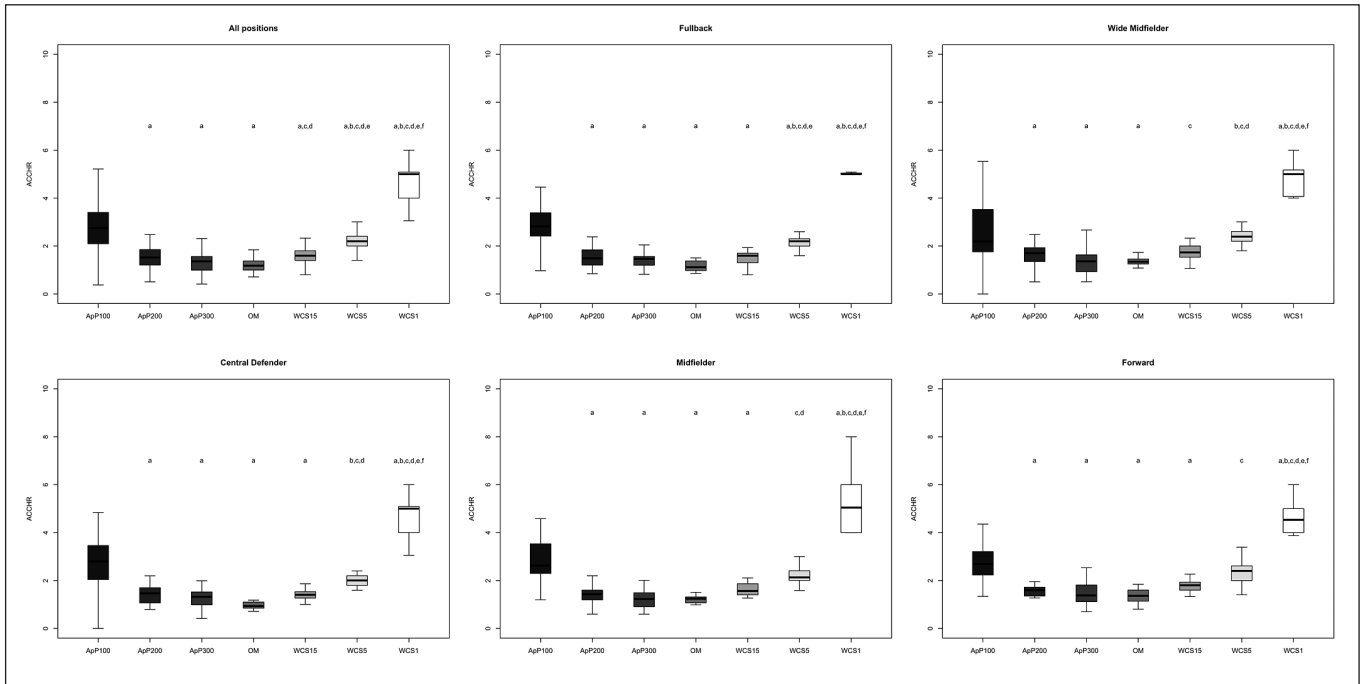 All positions
10
8
6
4
2
0
ACCHR
a
a
a
a,c,d
a,b,c,d,e
a,b,c,d,e,f
ApP100
ApP200
ApP300
OM
WCS15
WCS5
WCS1
Fullback
10
8
6
4
2
0
ACCHR
a
a
a
a
a,b,c,d,e
a,b,c,d,e,f
ApP100
ApP200
ApP300
OM
WCS15
WCS5
WCS1
Wide Midfielder
10
8
6
4
2
0
ACCHR
a
a
a
c
b,c,d
a,b,c,d,e,f
ApP100
ApP200
ApP300
OM
WCS15
WCS5
WCS1
Central Defender
10
8
6
4
2
0
ACCHR
a
a
a
a
b,c,d
a,b,c,d,e,f
ApP100
ApP200
ApP300
OM
WCS15
WCS5
WCS1
Midfielder
10
8
6
4
2
0
ACCHR
a
a
a
a
c,d
a,b,c,d,e,f
ApP100
ApP200
ApP300
OM
WCS15
WCS5
WCS1
Forward
10
8
6
4
2
0
ACCHR
a
a
a
a
c
a,b,c,d,e,f
ApP100
ApP200
ApP300
OM
WCS15
WCS5
WCS1